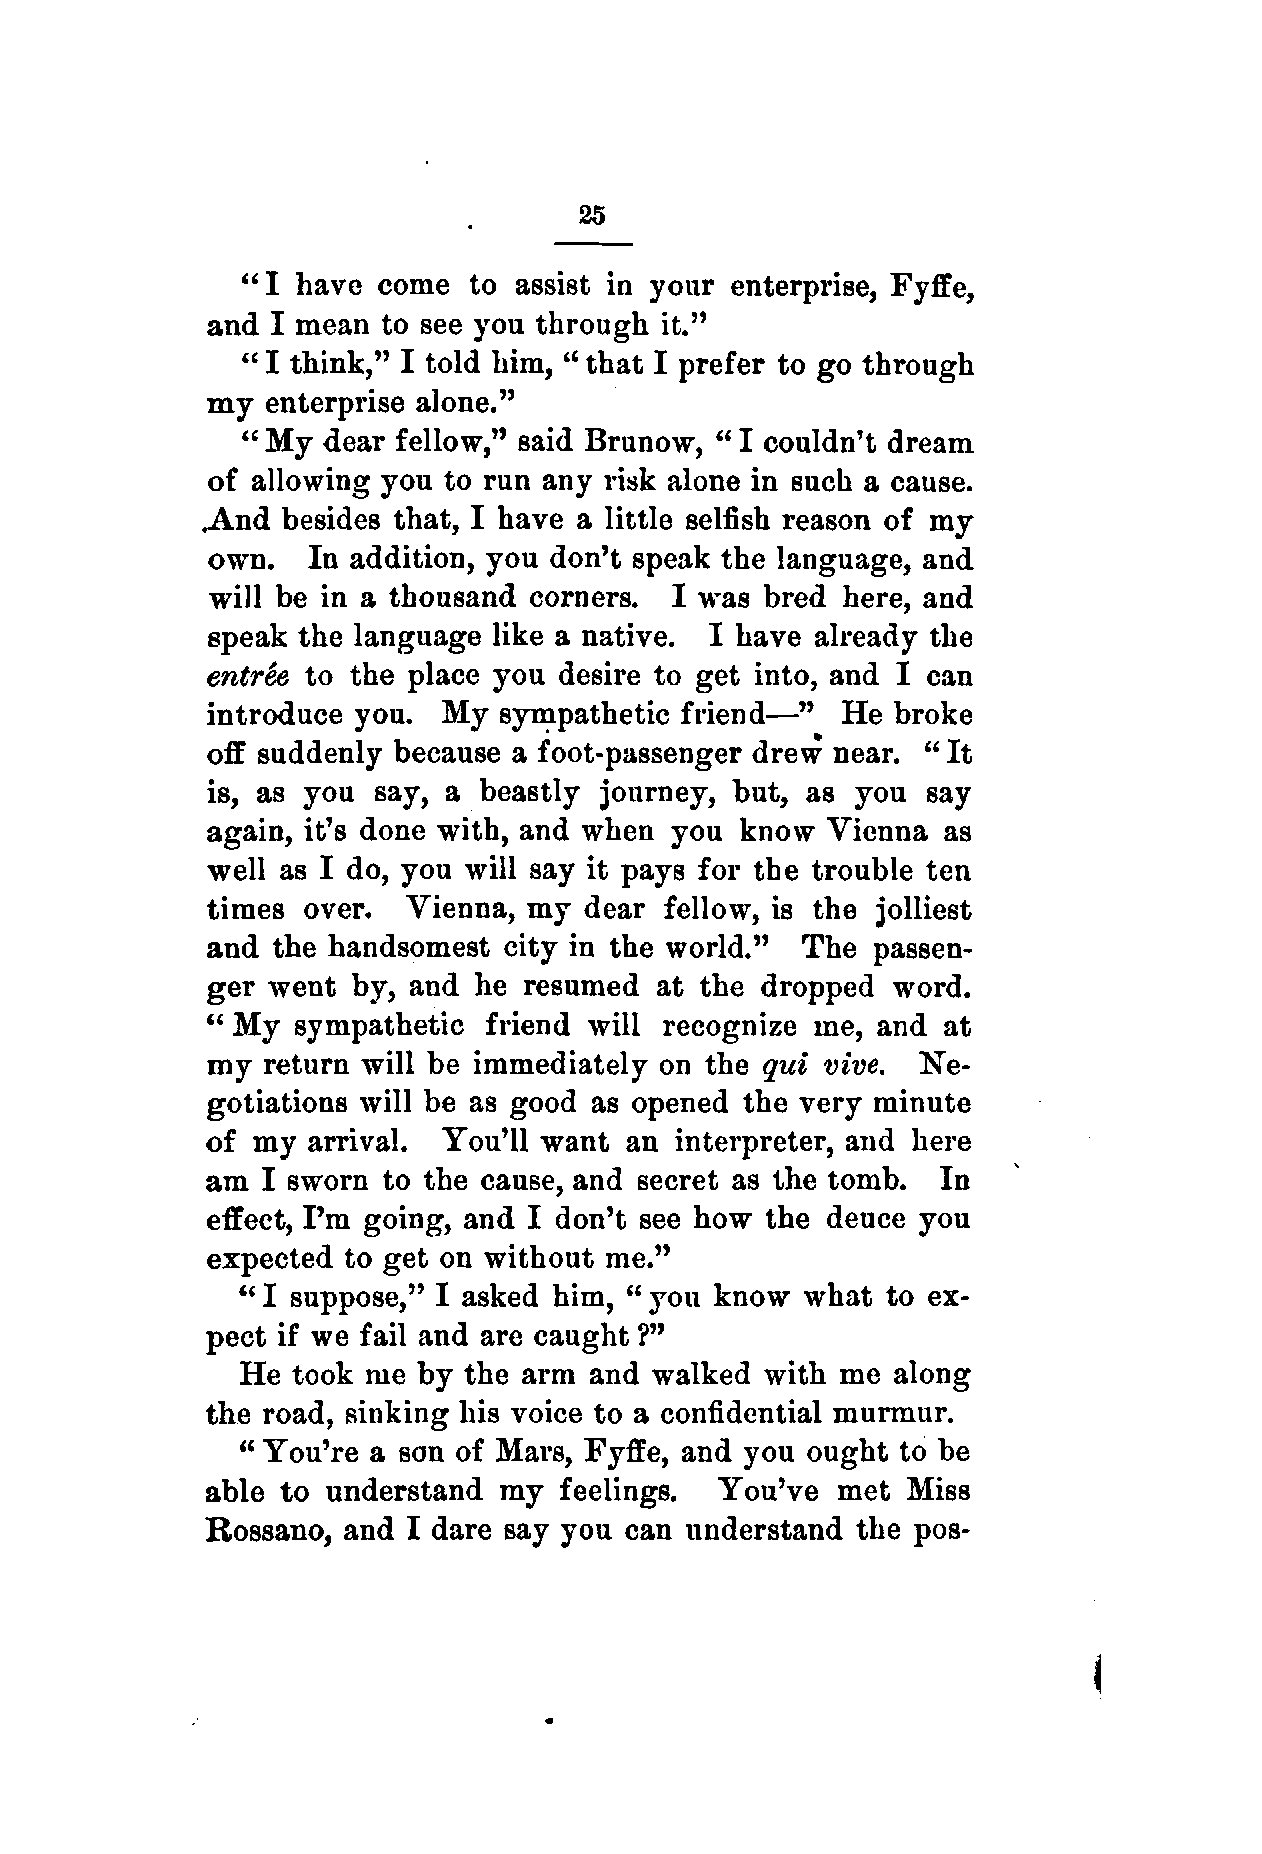 25
“I have come to assist in your enterprise, Fyffe,
and I mean to see you through it.”
“I think,” I told him, “that I prefer to go through
my enterprise alone.”
“My dear fellow,” said Brunow, “I couldn’t dream
of allowing you to run any risk alone in such a cause.
And besides that, I have a little selfish reason of my
own. In addition, you don’t speak the language, and
will be in a thousand corners. I was bred here, and
speak the language like a native. I have already the
entrée to the place you desire to get into, and I can
introduce you. My sympathetic friend—” He broke
off suddenly because a foot-passenger drew near. “It
is, as you say, a beastly journey, but, as you say
again, it’s done with, and when you know Vienna as
well as I do, you will say it pays for the trouble ten
times over. Vienna, my dear fellow, is the jolliest
and the handsomest city in the world.” The passen-
ger went by, and he resumed at the dropped word.
“My sympathetic friend will recognize me, and at
my return will be immediately on the qui vive. Ne-
gotiations will be as good as opened the very minute
of my arrival. You’ll want an interpreter, and here
am I sworn to the cause, and secret as the tomb. In
effect, I’m going, and I don’t see how the deuce you
expected to get on without me.”
“I suppose,” I asked him, “you know what to ex-
pect if we fail and are caught?”
He took me by the arm and walked with me along
the road, sinking his voice to a confidential murmur.
“You’re a son of Mars, Fyffe, and you ought to be
able to understand my feelings. You’ve met Miss
Rossano, and I dare say you can understand the pos-